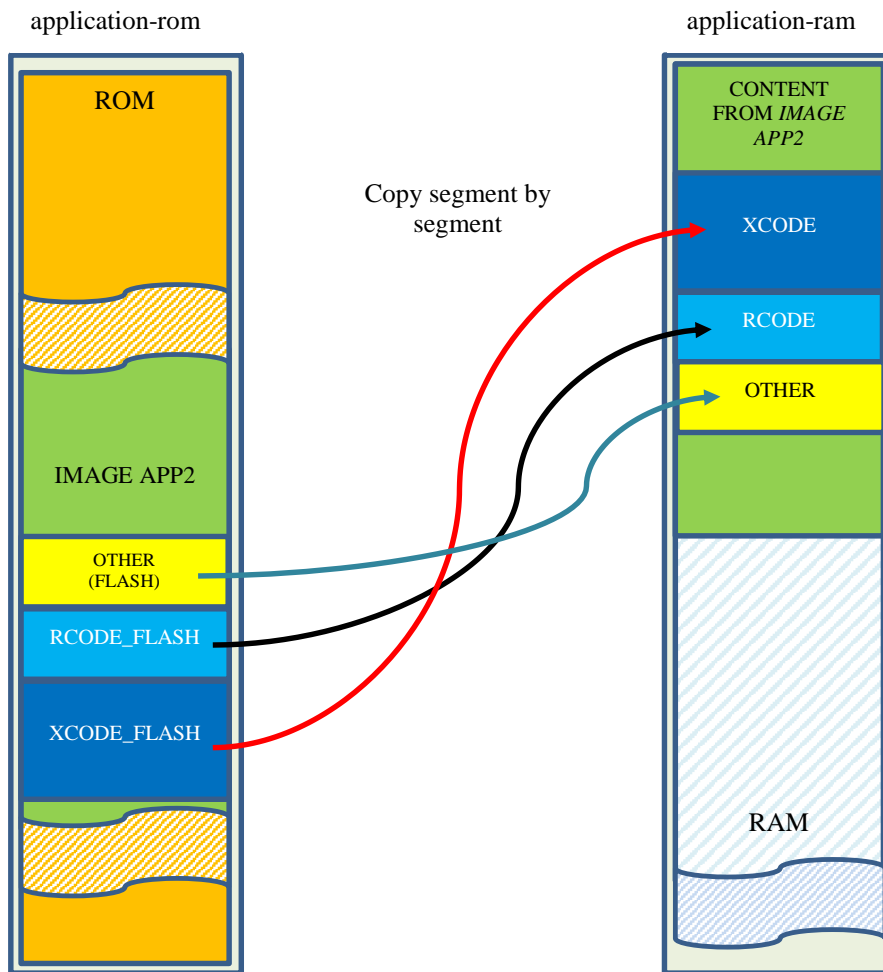 application-rom
application-ram
ROM
CONTENT
FROM IMAGE
APP2
Copy segment by
segment
XCODE
RCODE
OTHER
IMAGE APP2
OTHER
(FLASH)
RCODE_FLASH
XCODE_FLASH
RAM